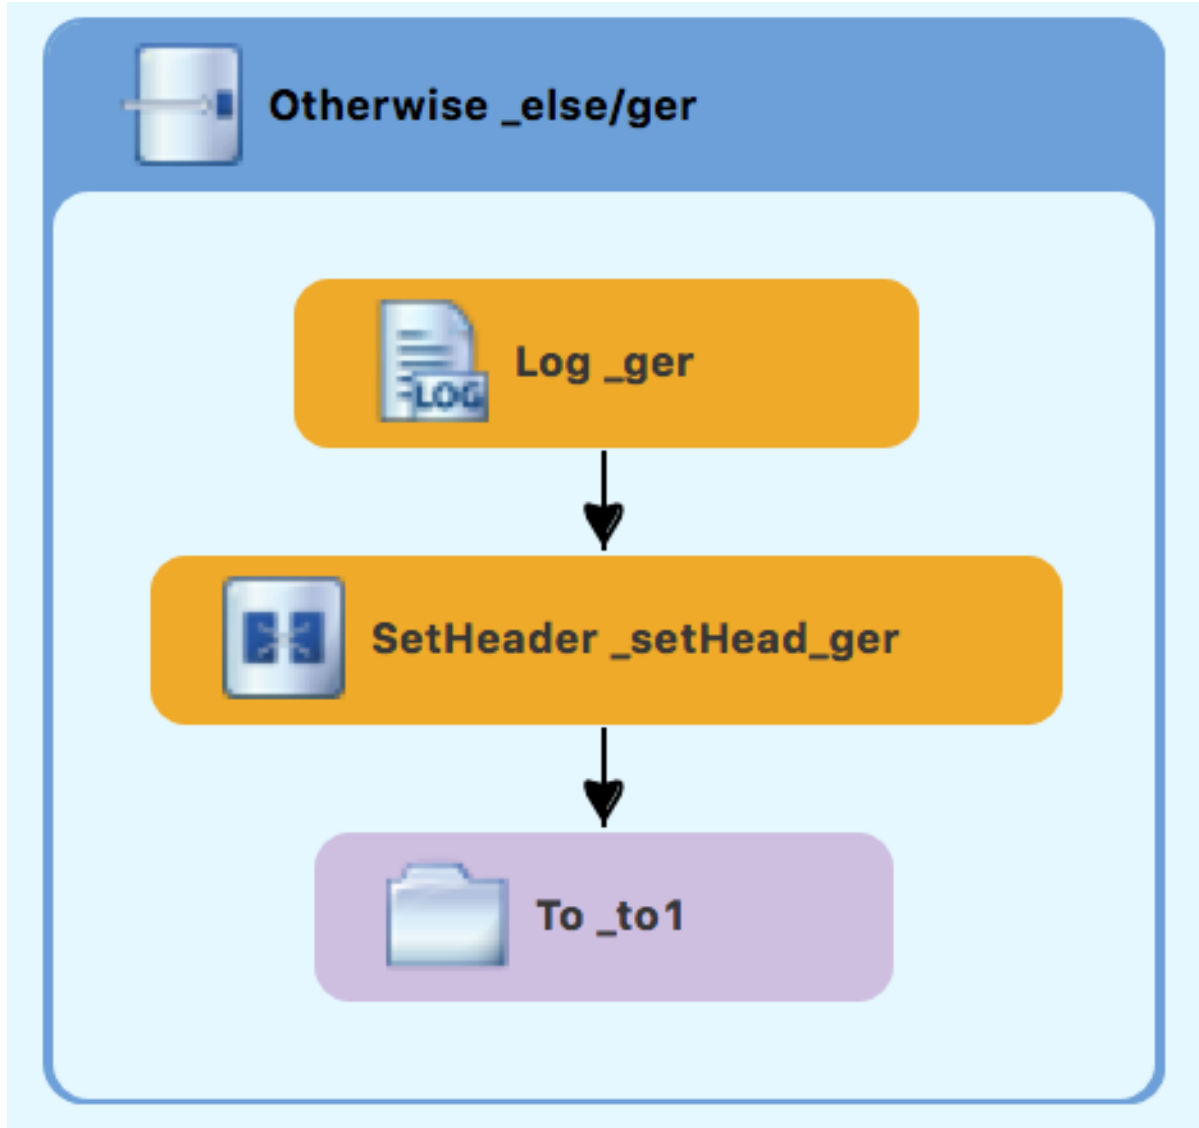 Otherwise _else/ger
Log _ger
LOG
SetHeader _setHead_ger
To _to1